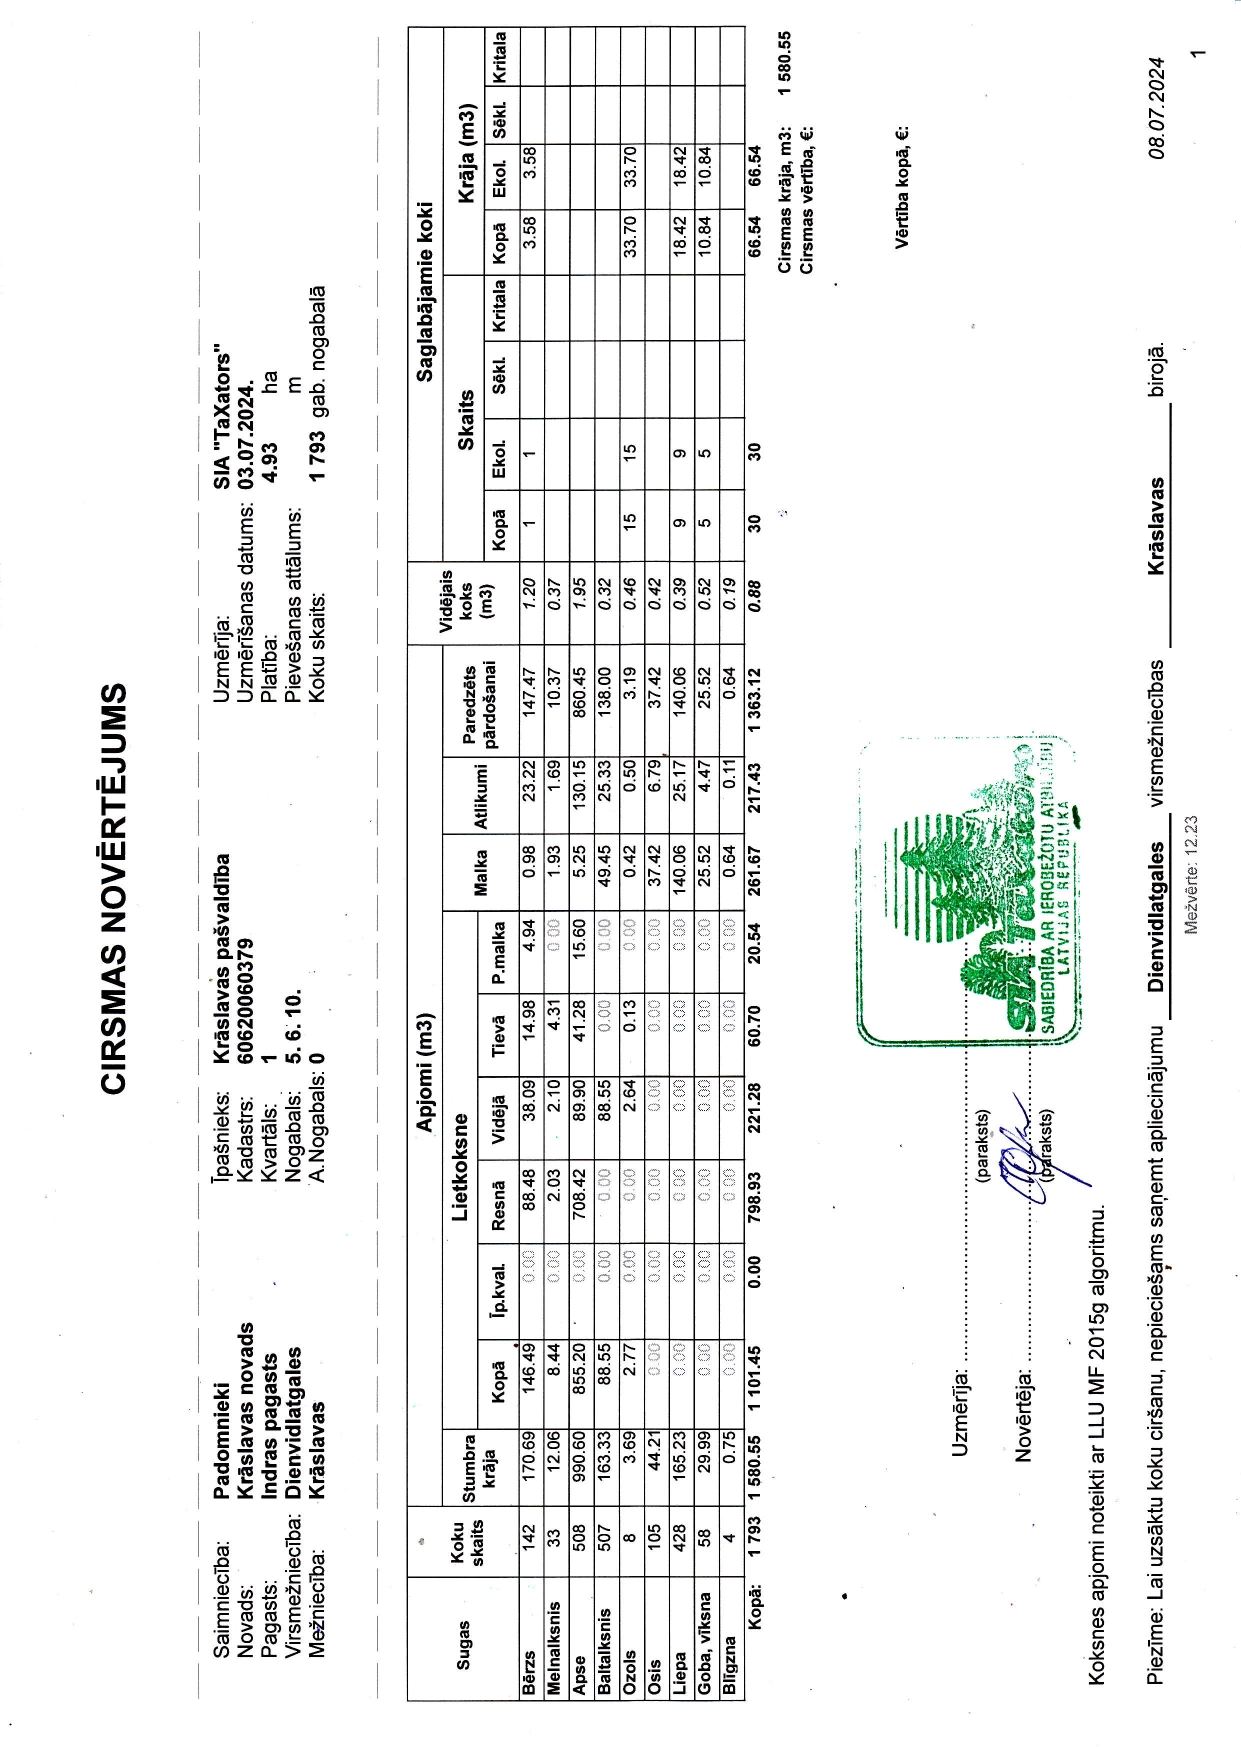 CIRSMAS NOVĒRTĒJUMS
Saimniecība: Padomnieki Īpašnieks: Krāslavas pašvaldība Uzmērīja: SIA "TaXators"
Novads: Krāslavas novads Kadastrs: 60620060379 Uzmērīšanas datums: 03.07.2024.
Pagasts: Indras pagasts Kvartāls: 1 Platība: 4.93 ha
Virsmežniecība: Dienvidlatgales Nogabals: 5. 6. 10. Pievešanas attālums: m
Mežniecība: Krāslavas A.Nogabals: 0 Koku skaits: 1 793 gab. nogabalā
Sugas Koku skaits Stumbra krāja Apjomi (m3) Vidējais koks (m3) Saglabājamie koki
Lietkoksne Malka Atlikumi Paredzēts pārdošanai Skaits Krāja (m3)
Kopā Īp.kval. Resnā Vidējā Tievā P.malka Kopā Ekol. Sēkl. Kritala Kopā Ekol. Sēkl. Kritala
Bērzs 142 170.69 146.49 0.00 88.48 38.09 14.98 4.94 0.98 23.22 147.47 1.20 1 1 3.58 3.58
Melnalksnis 33 12.06 8.44 0.00 2.03 2.10 4.31 0.00 1.93 1.69 10.37 0.37
Apse 508 990.60 855.20 0.00 708.42 89.90 41.28 15.60 5.25 130.15 860.45 1.95
Baltalksnis 507 163.33 88.55 0.00 0.00 88.55 0.00 0.00 49.45 25.33 138.00 0.32
Ozols 8 3.69 2.77 0.00 0.00 2.64 0.13 0.00 0.42 0.50 3.19 0.46 15 15 33.70 33.70
Osis 105 44.21 0.00 0.00 0.00 0.00 0.00 0.00 37.42 6.79 37.42 0.42
Liepa 428 165.23 0.00 0.00 0.00 0.00 0.00 0.00 140.06 25.17 140.06 0.39 9 9 18.42 18.42
Goba, vīksna 58 29.99 0.00 0.00 0.00 0.00 0.00 0.00 25.52 4.47 25.52 0.52 5 5 10.84 10.84
Blīgzna 4 0.75 0.00 0.00 0.00 0.00 0.00 0.00 0.64 0.11 0.64 0.19
Kopā: 1 793 1 580.55 1 101.45 0.00 798.93 221.28 60.70 20.54 261.67 217.43 1 363.12 0.88 30 30 66.54 66.54
Cirsmas krāja, m3: 1 580.55
Cirsmas vērtība, €:
Vērtība kopā, €:
Uzmērīja:
(paraksts)
Novērtēja:
(paraksts)
SIA Taxators
SABIEDRĪBA AR IEROBEŽOTU ATBILDĪBU
LATVIJAS REPUBLIKA
Koksnes apjomi noteikti ar LLU MF 2015g algoritmu.
Piezīme: Lai uzsāktu koku ciršanu, nepieciešams saņemt apliecinājumu Dienvidlatgales virsmežniecības Krāslavas birojā. 08.07.2024
Mežvērte: 12.23
1